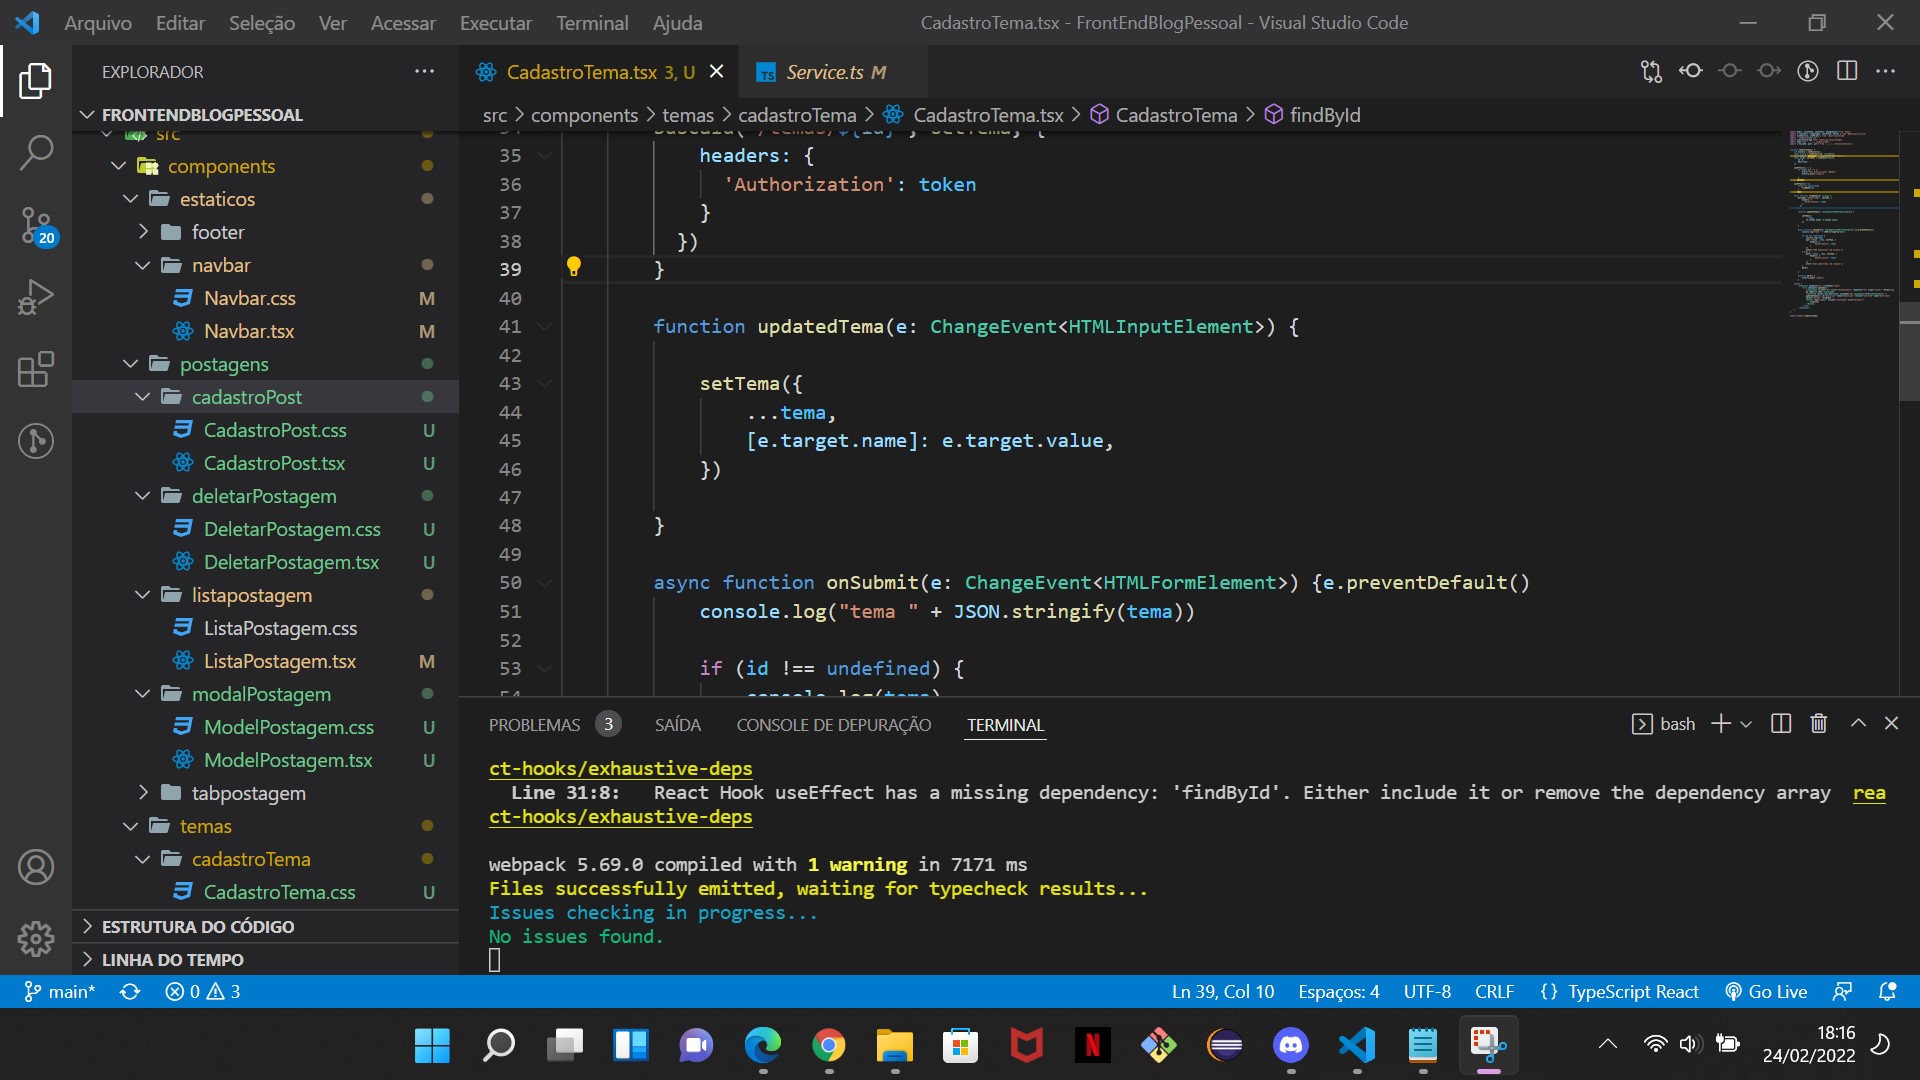 Arquivo Editar Seleção Ver Acessar Executar Terminal Ajuda
CadastroTema.tsx - FrontEndBlogPessoal - Visual Studio Code
EXPLORADOR
FRONTENDBLOGPESSOAL
src
components
estaticos
footer
navbar
Navbar.css M
Navbar.tsx M
postagens
cadastroPost
CadastroPost.css U
CadastroPost.tsx U
deletarPostagem
DeletarPostagem.css U
DeletarPostagem.tsx U
listapostagem
ListaPostagem.css
ListaPostagem.tsx M
modalPostagem
ModelPostagem.css U
ModelPostagem.tsx U
tabpostagem
temas
cadastroTema
CadastroTema.css U
ESTRUTURA DO CÓDIGO
LINHA DO TEMPO
20
CadastroTema.tsx 3, U
TS Service.ts M
src > components > temas > cadastroTema > CadastroTema.tsx > CadastroTema > findById
35 headers: {
36 'Authorization': token
37 }
38 })
39 }
40
41 function updatedTema(e: ChangeEvent<HTMLInputElement>) {
42
43 setTema({
44 ...tema,
45 [e.target.name]: e.target.value,
46 })
47
48 }
49
50 async function onSubmit(e: ChangeEvent<HTMLFormElement>) {e.preventDefault()
51 console.log("tema " + JSON.stringify(tema))
52
53 if (id !== undefined) {
54 console.log(tema)
PROBLEMAS 3 SAÍDA CONSOLE DE DEPURAÇÃO TERMINAL
bash
ct-hooks/exhaustive-deps
Line 31:8: React Hook useEffect has a missing dependency: 'findById'. Either include it or remove the dependency array rea
ct-hooks/exhaustive-deps
webpack 5.69.0 compiled with 1 warning in 7171 ms
Files successfully emitted, waiting for typecheck results...
Issues checking in progress...
No issues found.
main* 0 3
Ln 39, Col 10 Espaços: 4 UTF-8 CRLF {} TypeScript React Go Live
N
18:16
24/02/2022